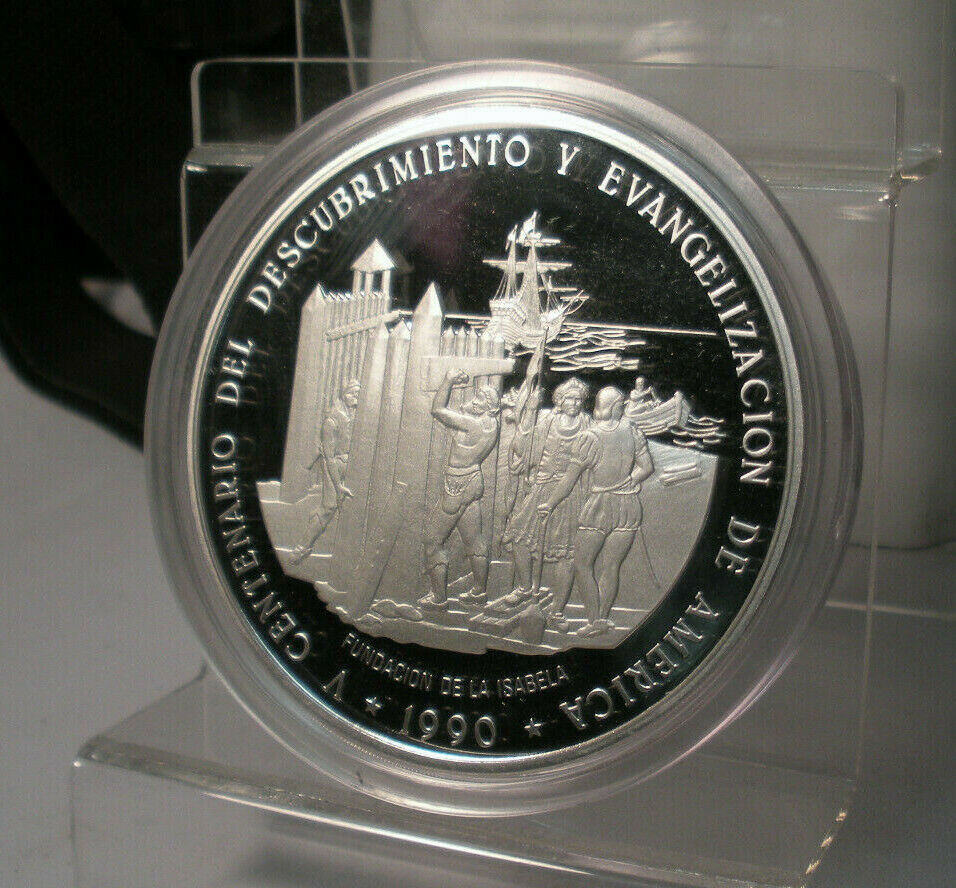 V CENTENARIO DEL DESCUBRIMIENTO Y EVANGELIZACION DE AMERICA
FUNDACION DE LA ISABELA
★ 1990 ★